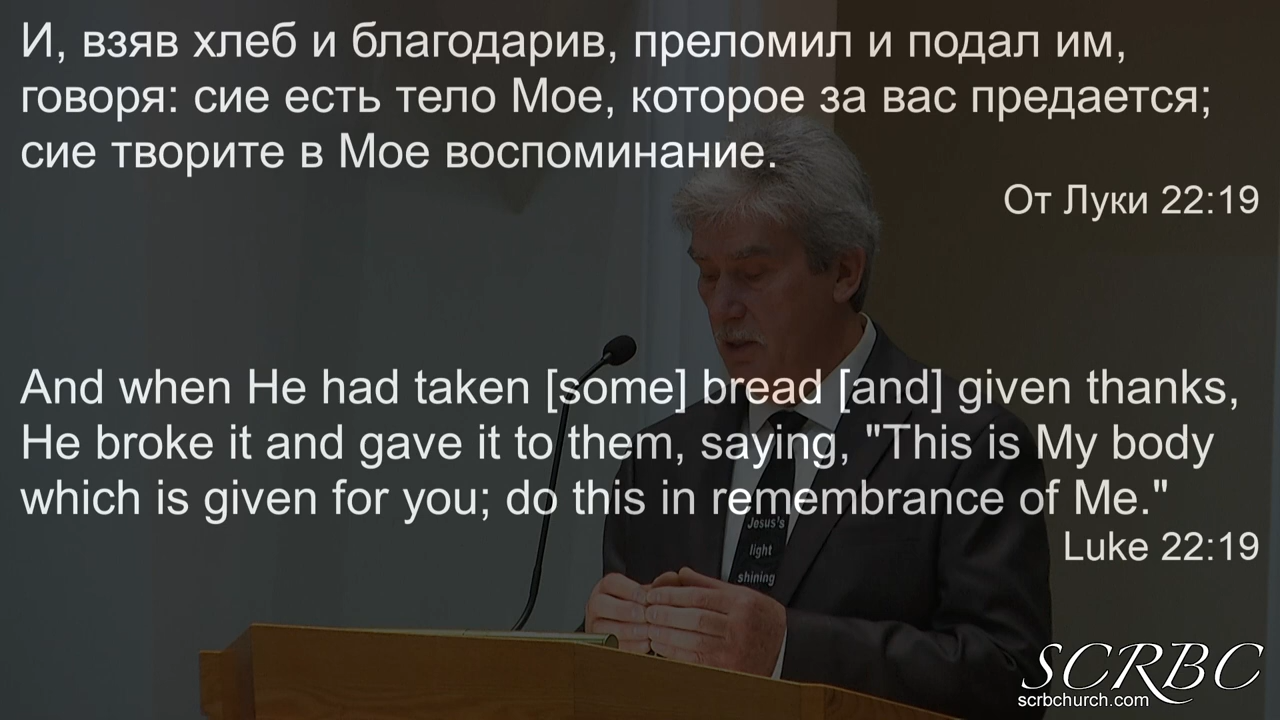 И, взяв хлеб и благодарив, преломил и подал им,
говоря: сие есть тело Мое, которое за вас предается;
сие творите в Мое воспоминание.
От Луки 22:19
And when He had taken [some] bread [and] given thanks,
He broke it and gave it to them, saying, "This is My body
which is given for you; do this in remembrance of Me."
Luke 22:19
Jesus's
light
shining
SCRBC
scrbchurch.com